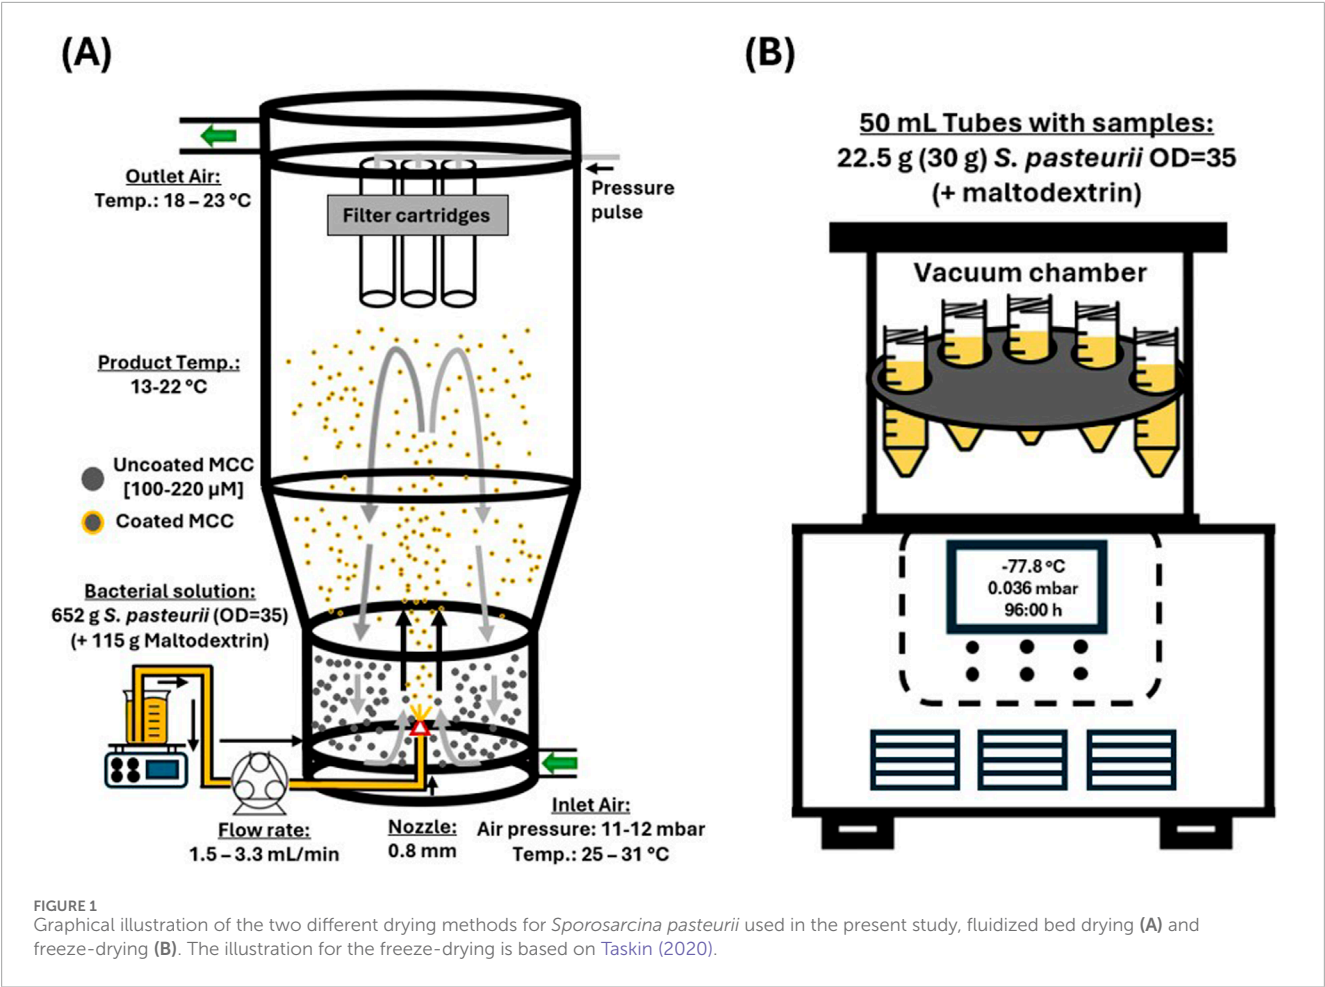 (A)
Outlet Air:
Temp.: 18 – 23 °C
Pressure
pulse
Filter cartridges
Product Temp.:
13-22 °C
Uncoated MCC
[100-220 µM]
Coated MCC
Bacterial solution:
652 g S. pasteurii (OD=35)
(+ 115 g Maltodextrin)
Flow rate:
1.5 – 3.3 mL/min
Nozzle:
0.8 mm
Inlet Air:
Air pressure: 11-12 mbar
Temp.: 25 – 31 °C
(B)
50 mL Tubes with samples:
22.5 g (30 g) S. pasteurii OD=35
(+ maltodextrin)
Vacuum chamber
-77.8 °C
0.036 mbar
96:00 h
FIGURE 1
Graphical illustration of the two different drying methods for Sporosarcina pasteurii used in the present study, fluidized bed drying (A) and
freeze-drying (B). The illustration for the freeze-drying is based on Taskin (2020).